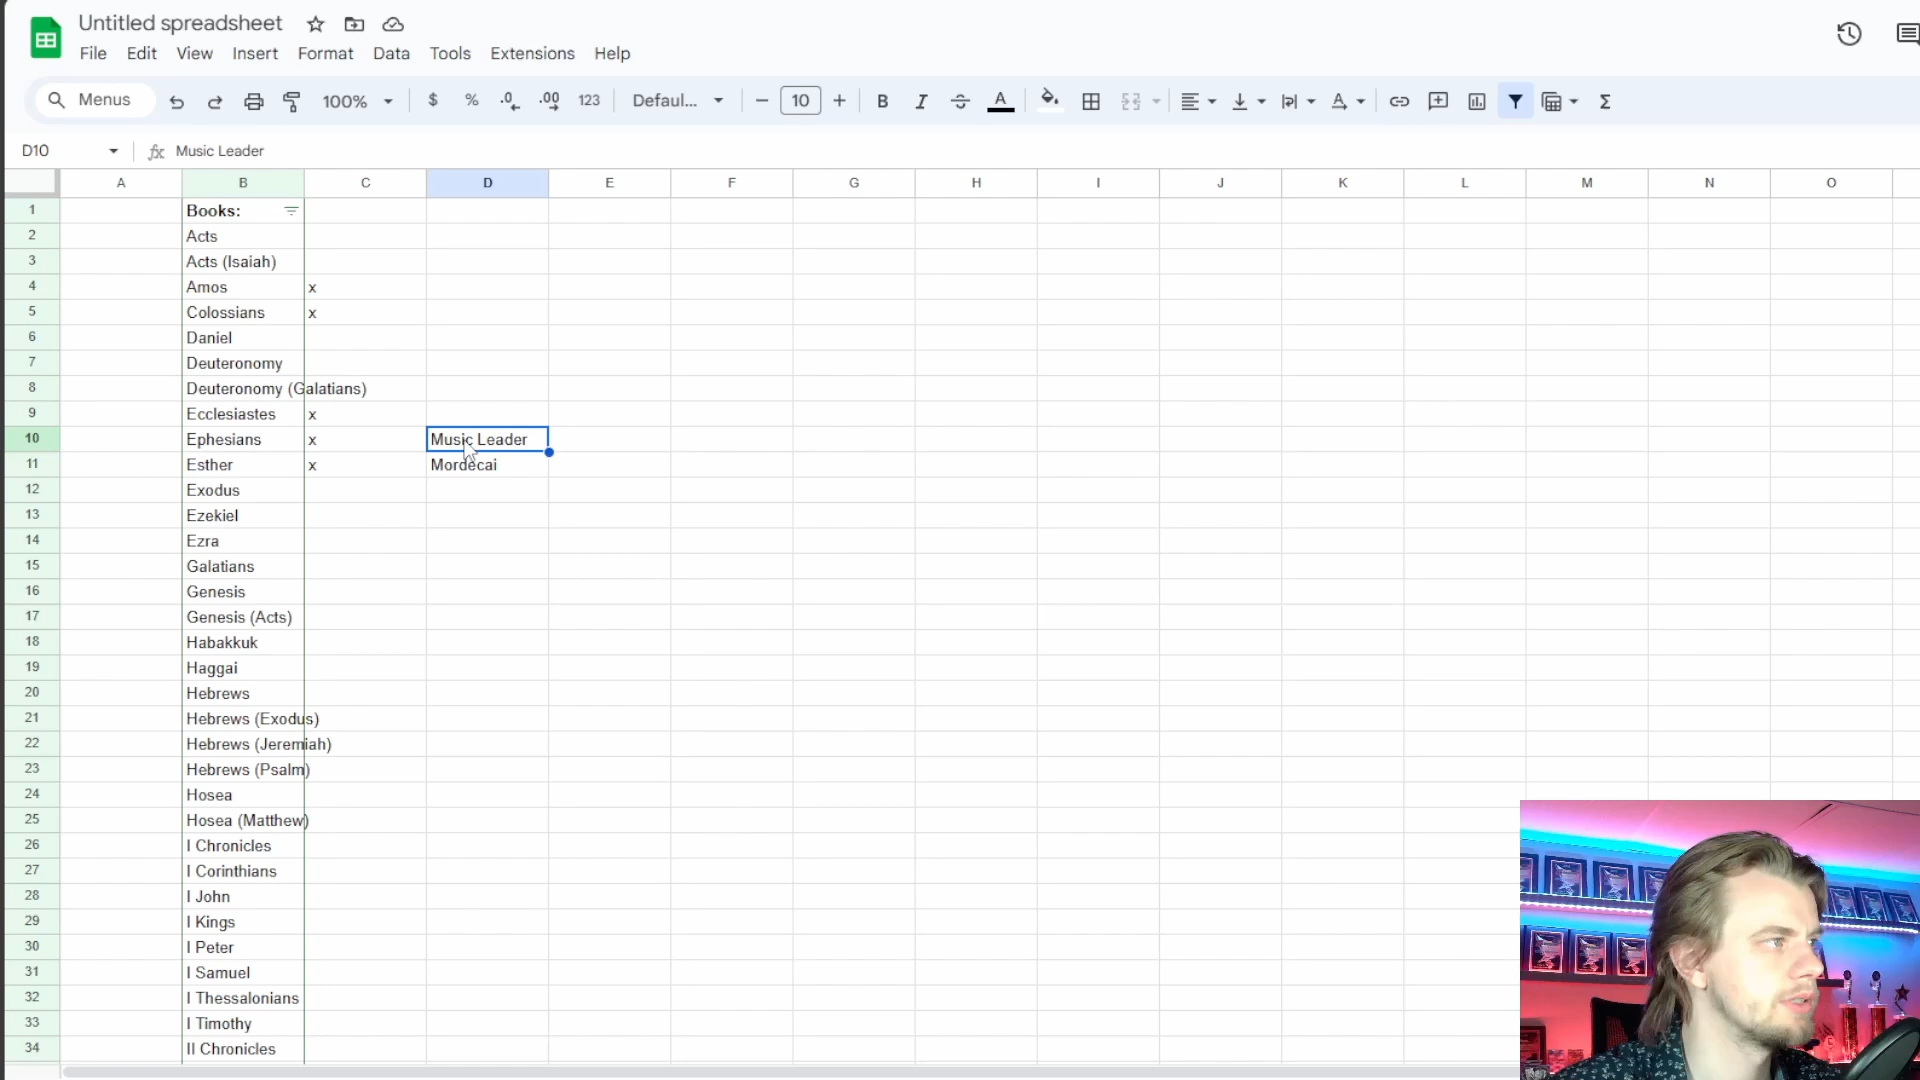 Untitled spreadsheet
File Edit View Insert Format Data Tools Extensions Help
Menus 100% $ % .0 .00 123 Defaul... 10 B I A A Σ
D10 fx Music Leader
A B C D E F G H I J K L M N O
1 Books:
2 Acts
3 Acts (Isaiah)
4 Amos x
5 Colossians x
6 Daniel
7 Deuteronomy
8 Deuteronomy (Galatians)
9 Ecclesiastes x
10 Ephesians x Music Leader
11 Esther x Mordecai
12 Exodus
13 Ezekiel
14 Ezra
15 Galatians
16 Genesis
17 Genesis (Acts)
18 Habakkuk
19 Haggai
20 Hebrews
21 Hebrews (Exodus)
22 Hebrews (Jeremiah)
23 Hebrews (Psalm)
24 Hosea
25 Hosea (Matthew)
26 I Chronicles
27 I Corinthians
28 I John
29 I Kings
30 I Peter
31 I Samuel
32 I Thessalonians
33 I Timothy
34 II Chronicles